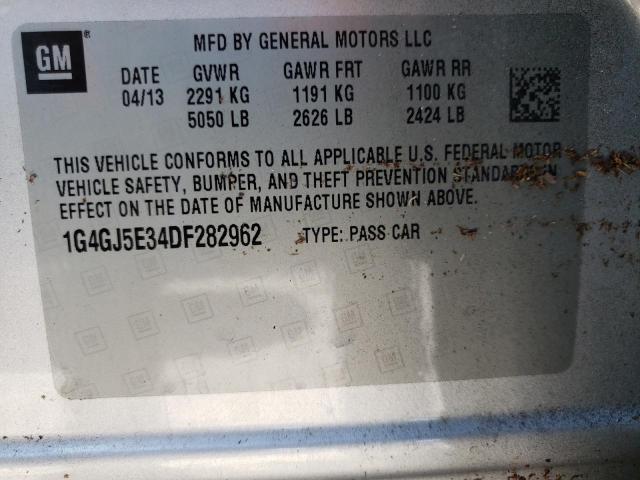 GM ® MFD BY GENERAL MOTORS LLC
DATE GVWR GAWR FRT GAWR RR
04/13 2291 KG 1191 KG 1100 KG
5050 LB 2626 LB 2424 LB
THIS VEHICLE CONFORMS TO ALL APPLICABLE U.S. FEDERAL MOTOR
VEHICLE SAFETY, BUMPER, AND THEFT PREVENTION STANDARDS IN
EFFECT ON THE DATE OF MANUFACTURE SHOWN ABOVE.
1G4GJ5E34DF282962 TYPE: PASS CAR